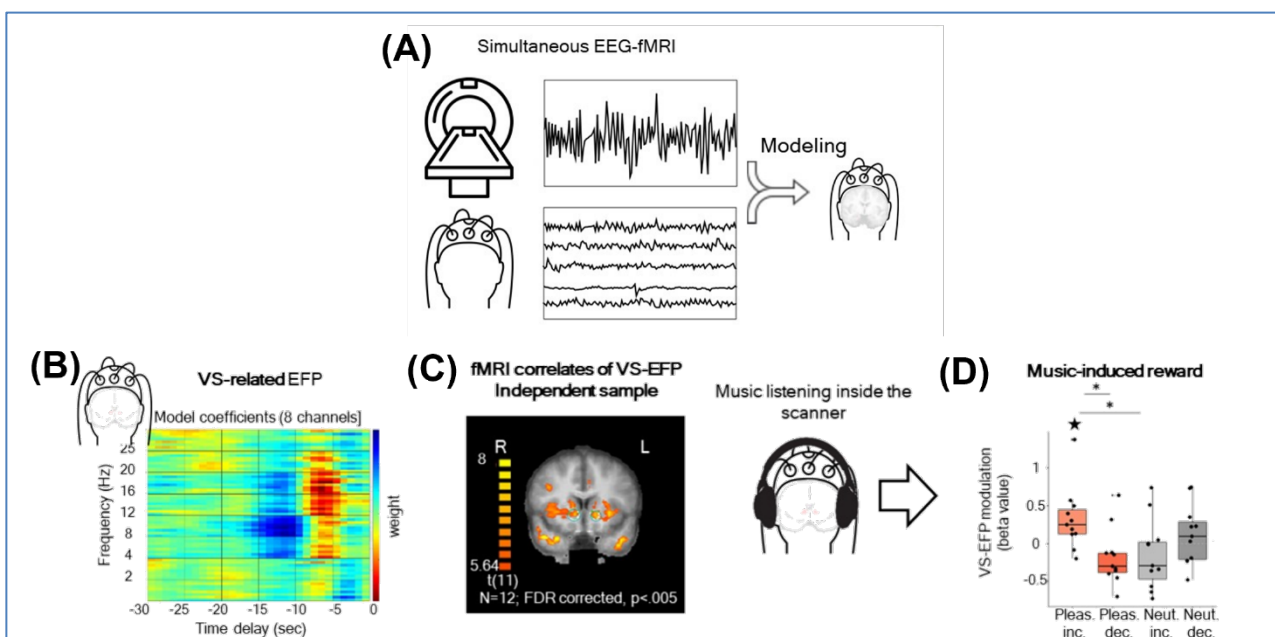 (A)
Simultaneous EEG-fMRI
Modeling
(B)
VS-related EFP
Model coefficients (8 channels]
Frequency (Hz)
25
20
16
12
8
4
2
-30 -25 -20 -15 -10 -5 0
Time delay (sec)
weight
(C)
fMRI correlates of VS-EFP
Independent sample
R L
8
5.64
t(11)
N=12; FDR corrected, p<.005
Music listening inside the
scanner
(D)
Music-induced reward
*
*
★
VS-EFP modulation
(beta value)
1
0.5
0
-0.5
Pleas. Pleas. Neut. Neut.
inc. dec. inc. dec.